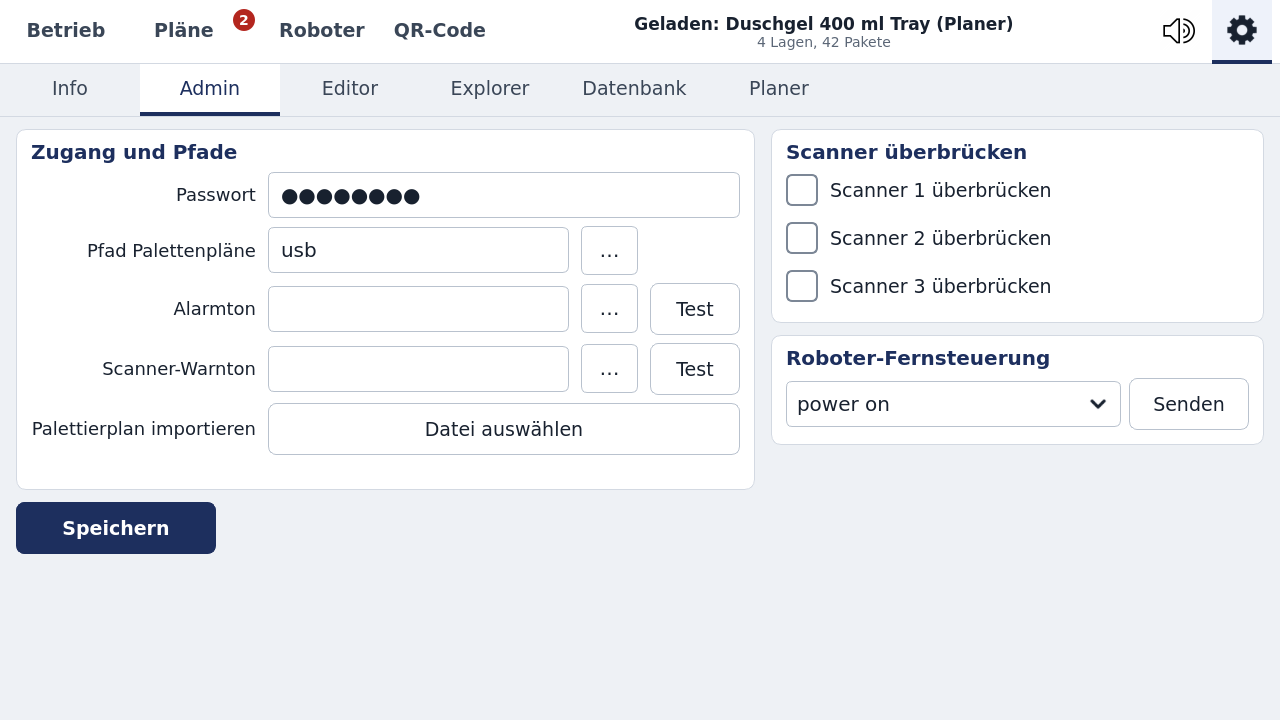 Betrieb
Pläne
2
Roboter
QR-Code
Geladen: Duschgel 400 ml Tray (Planer)
4 Lagen, 42 Pakete
Info
Admin
Editor
Explorer
Datenbank
Planer
Zugang und Pfade
Passwort
●●●●●●●●
Pfad Palettenpläne
usb
...
Alarmton
...
Test
Scanner-Warnton
...
Test
Palettierplan importieren
Datei auswählen
Speichern
Scanner überbrücken
Scanner 1 überbrücken
Scanner 2 überbrücken
Scanner 3 überbrücken
Roboter-Fernsteuerung
power on
Senden